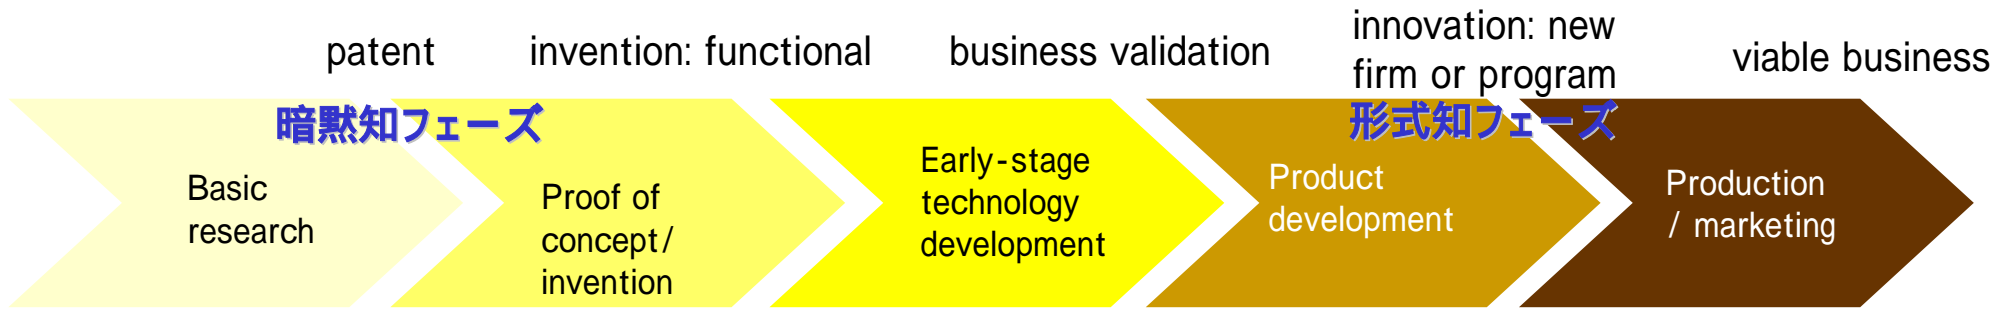 patent
invention: functional
business validation
innovation: new
firm or program
viable business
暗黙知フェーズ
形式知フェーズ
Basic
research
Proof of
concept/
invention
Early-stage
technology
development
Product
development
Production
/ marketing